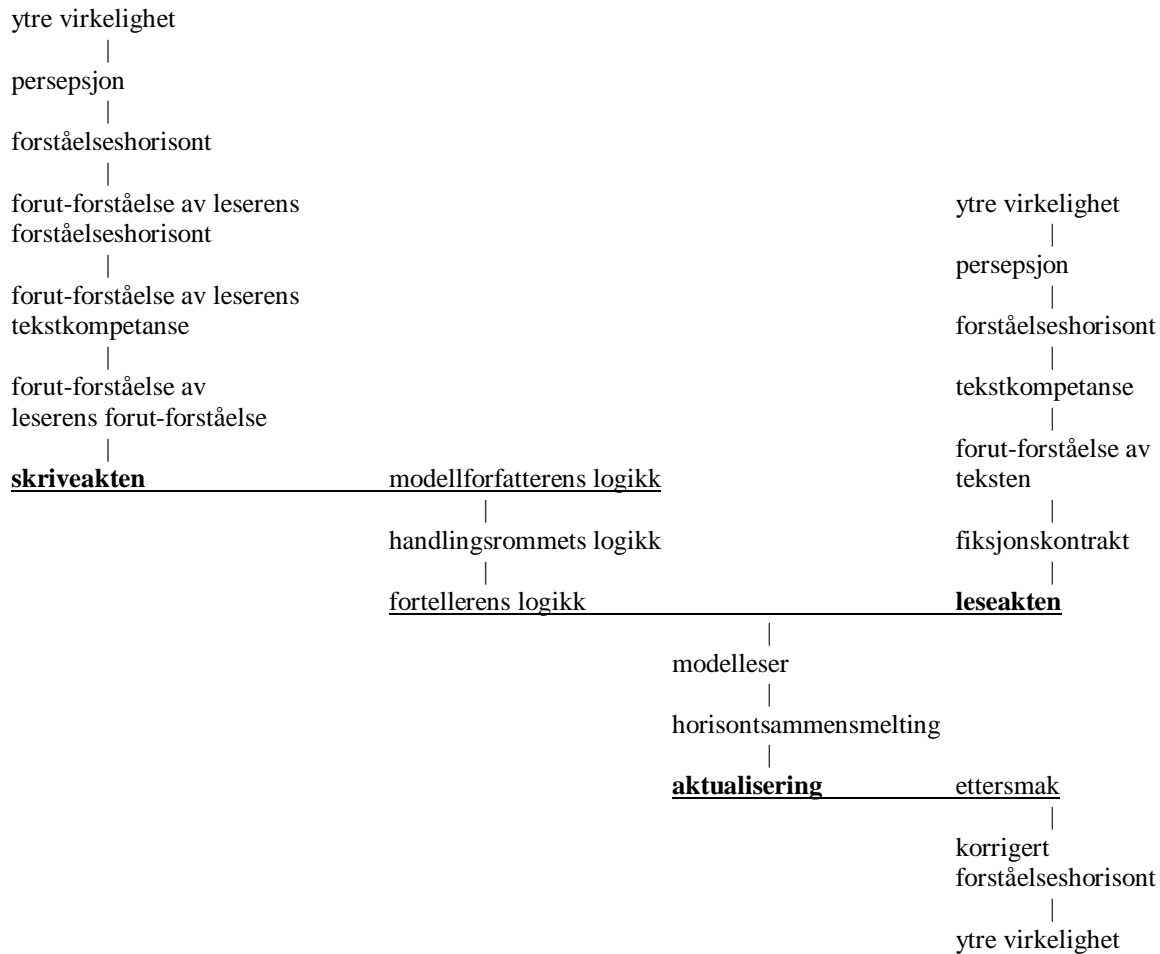 ytre virkelighet
|
persepsjon
|
forståelseshorisont
|
forut-forståelse av leserens ytre virkelighet
forståelseshorisont |
| persepsjon
forut-forståelse av leserens |
tekstkompetanse forståelseshorisont
| |
forut-forståelse av tekstkompetanse
leserens forut-forståelse |
| forut-forståelse av
skriveakten modellforfatterens logikk teksten
| |
handlingsrommets logikk fiksjonskontrakt
| |
fortellerens logikk leseakten
|
modelleser
|
horisontsammensmelting
|
aktualisering ettersmak
|
korrigert
forståelseshorisont
|
ytre virkelighet